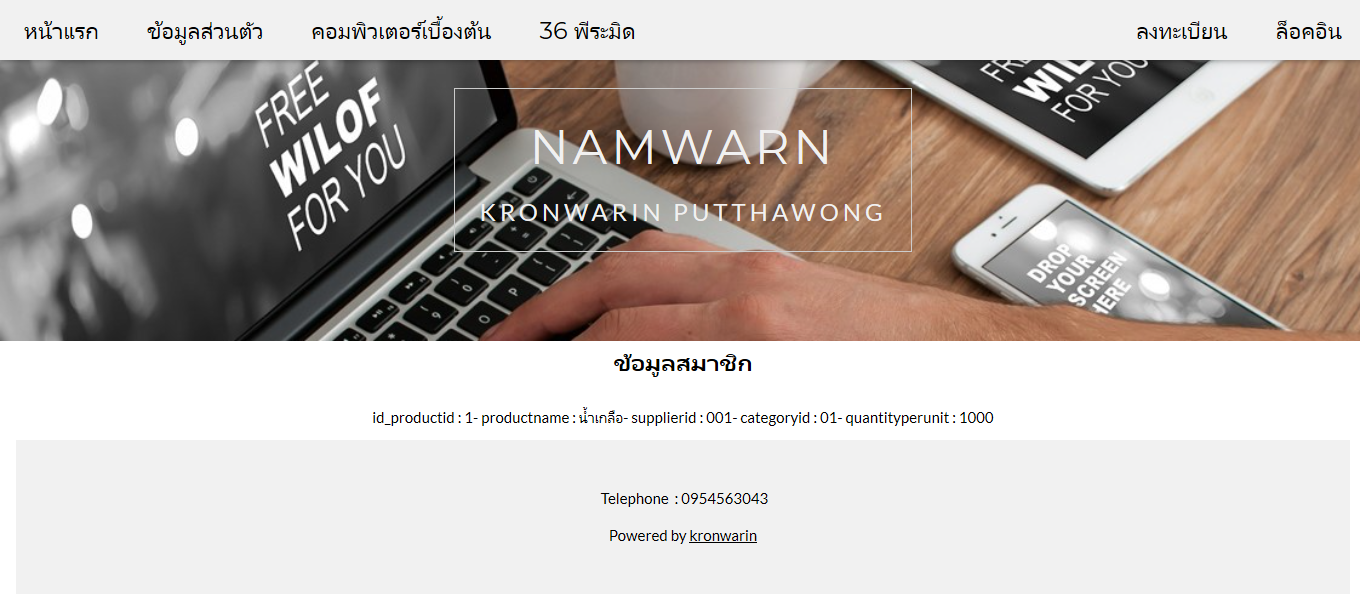 หน้าแรก ข้อมูลส่วนตัว คอมพิวเตอร์เบื้องต้น 36 พีระมิด ลงทะเบียน ล็อคอิน
FREE
WILOF
FOR YOU
FREE
WILOF
FOR YOU
NAMWARN
KRONWARIN PUTTHAWONG
DROP
YOUR
SCREEN
HERE
ข้อมูลสมาชิก
id_productid : 1- productname : น้ำเกลือ- supplierid : 001- categoryid : 01- quantityperunit : 1000
Telephone : 0954563043
Powered by kronwarin